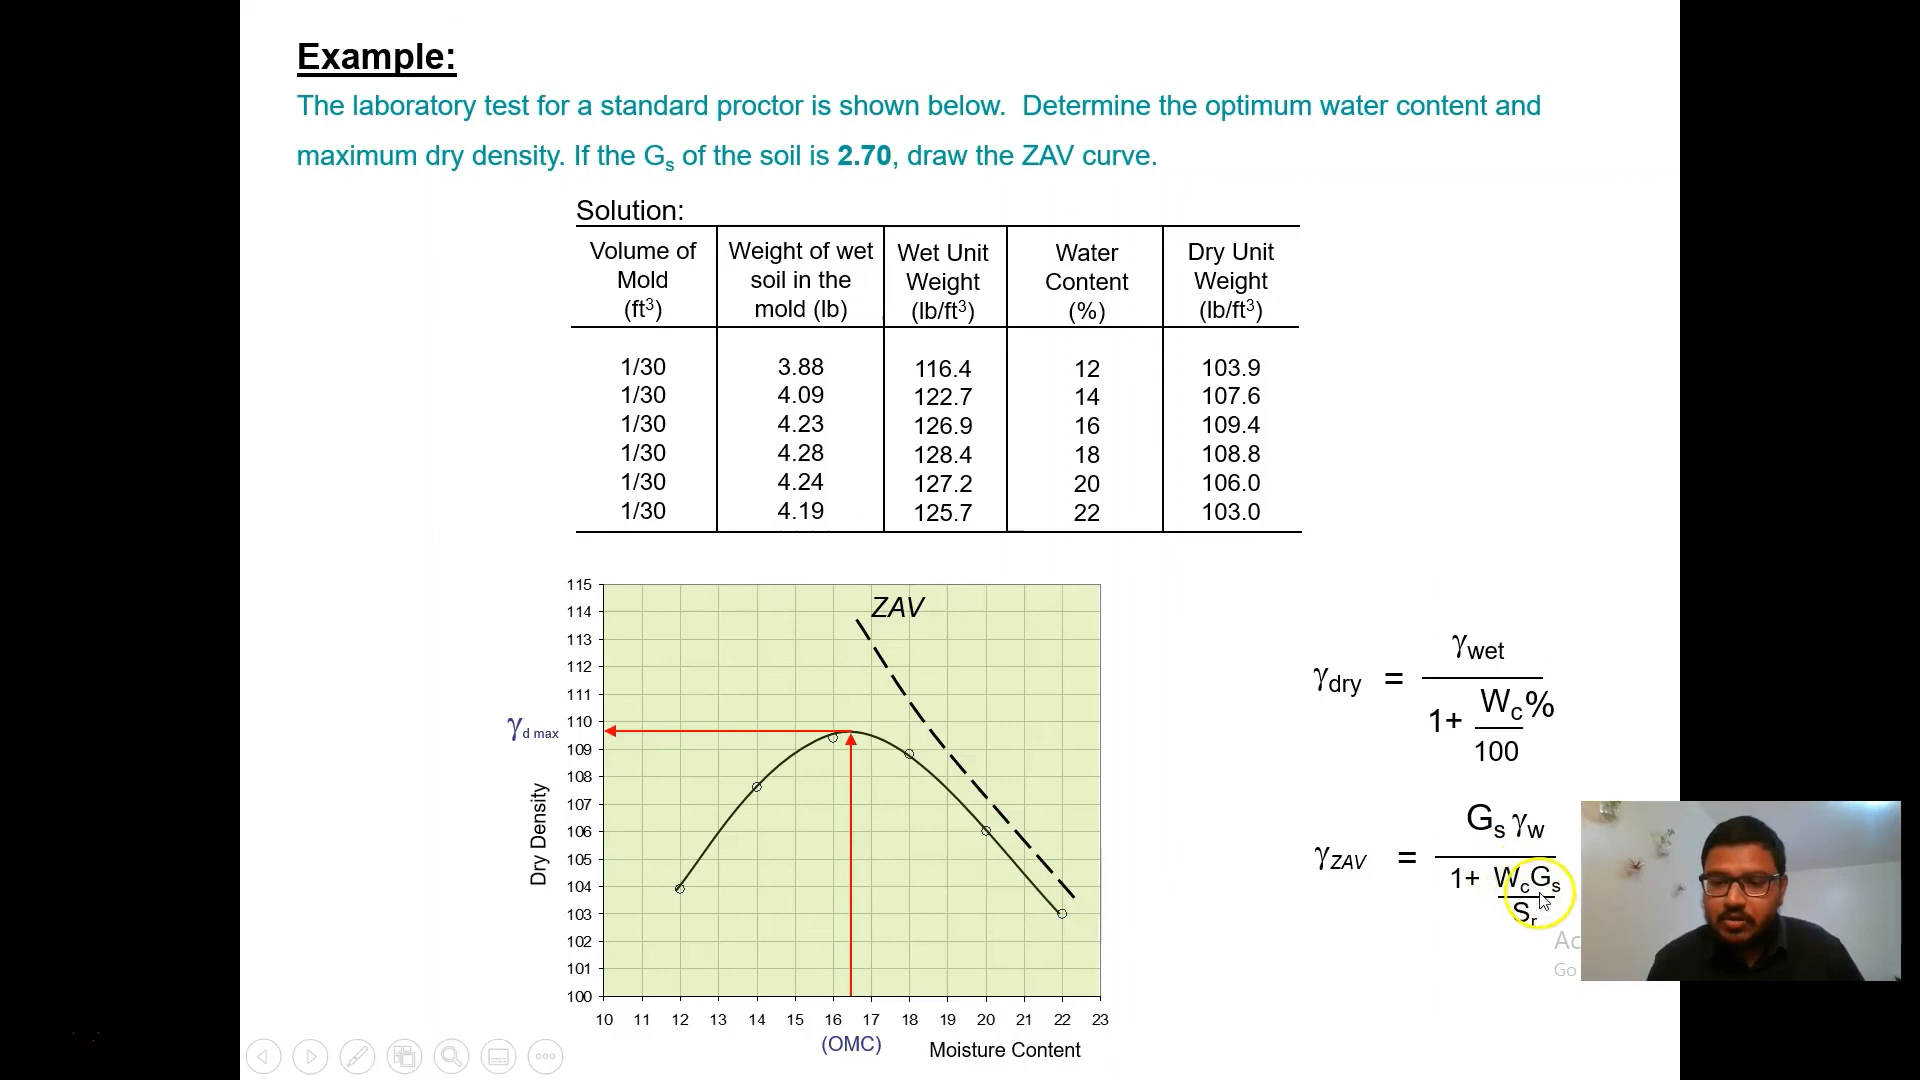 Example:
The laboratory test for a standard proctor is shown below. Determine the optimum water content and
maximum dry density. If the Gs of the soil is 2.70, draw the ZAV curve.
Solution:
Volume of Mold (ft³) Weight of wet soil in the mold (lb) Wet Unit Weight (lb/ft³) Water Content (%) Dry Unit Weight (lb/ft³)
1/30 3.88 116.4 12 103.9
1/30 4.09 122.7 14 107.6
1/30 4.23 126.9 16 109.4
1/30 4.28 128.4 18 108.8
1/30 4.24 127.2 20 106.0
1/30 4.19 125.7 22 103.0
115
114
113
112
111
110
109
108
107
106
105
104
103
102
101
100
ZAV
γd max
Dry Density
10 11 12 13 14 15 16 17 18 19 20 21 22 23
(OMC) Moisture Content
γwet
γdry =
1+ Wc%
100
Gs γw
γZAV =
1+ WcGs
Sr
Ac
Go